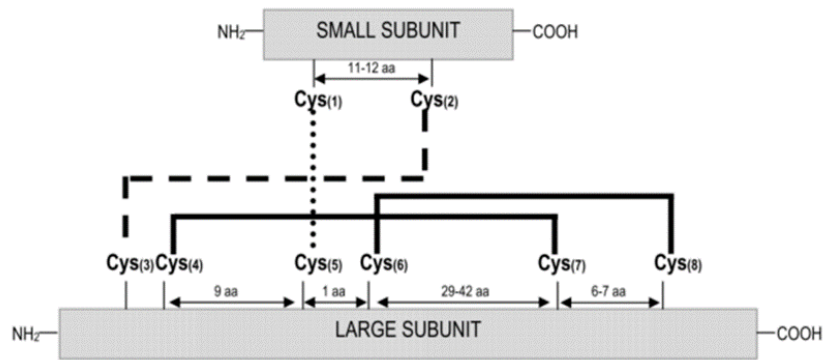 NH₂ SMALL SUBUNIT COOH
11-12 aa
Cys(1) Cys(2)
Cys(3) Cys(4) Cys(5) Cys(6) Cys(7) Cys(8)
9 aa 1 aa 29-42 aa 6-7 aa
NH₂ LARGE SUBUNIT COOH